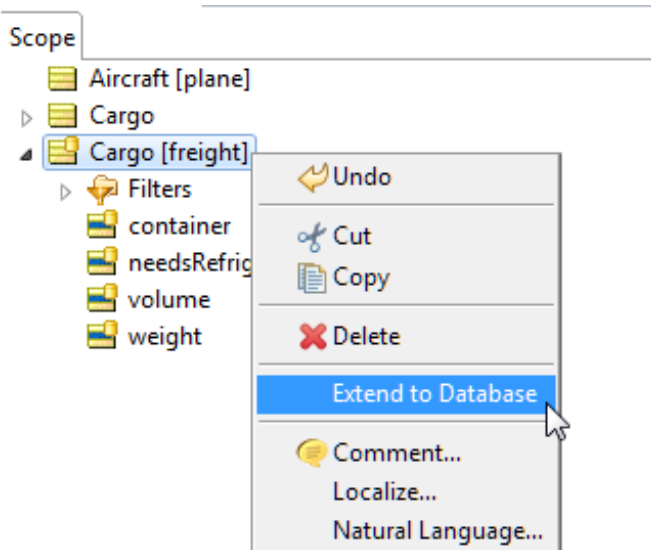 Scope
Aircraft [plane]
Cargo
Cargo [freight]
Filters
container
needsRefrig
volume
weight
Undo
Cut
Copy
Delete
Extend to Database
Comment...
Localize...
Natural Language...